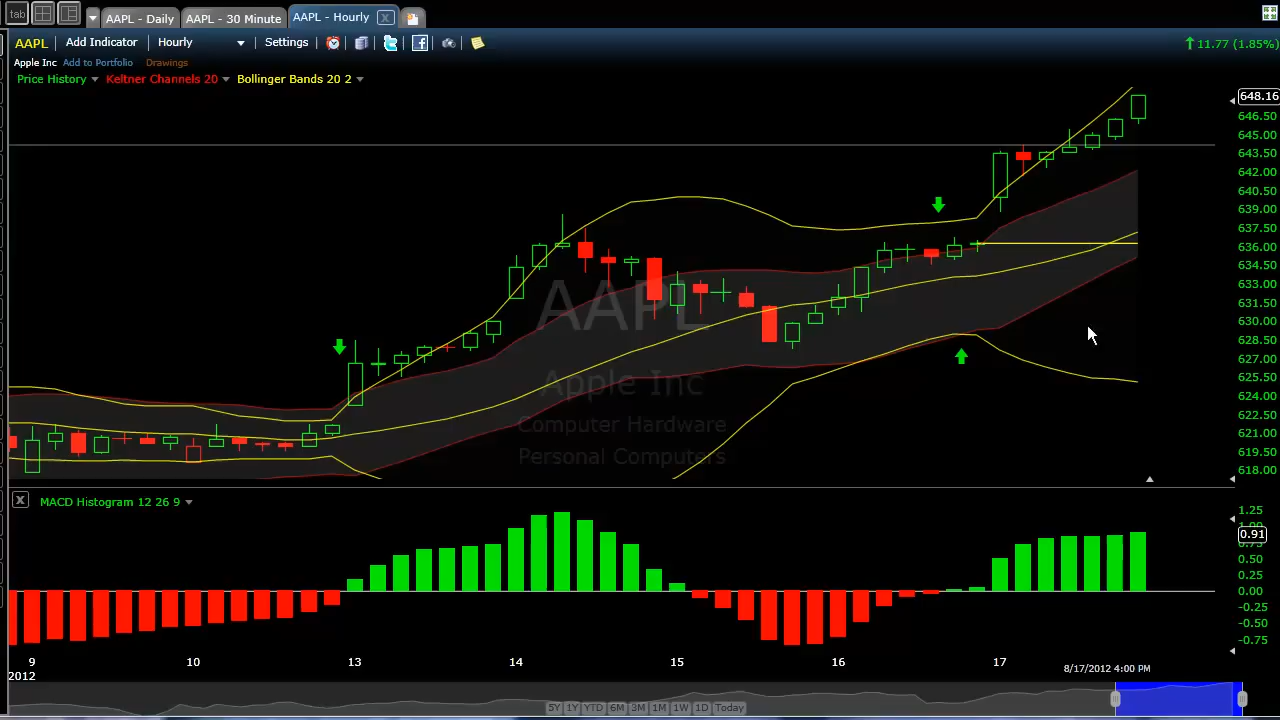 tab AAPL - Daily AAPL - 30 Minute AAPL - Hourly X
AAPL Add Indicator Hourly Settings 11.77 (1.85%)
Apple Inc Add to Portfolio Drawings
Price History Keltner Channels 20 Bollinger Bands 20 2
648.16
646.50
645.00
643.50
642.00
640.50
639.00
637.50
636.00
634.50
633.00
631.50
630.00
628.50
627.00
625.50
624.00
622.50
621.00
619.50
618.00
AAPL
Apple Inc
Computer Hardware
Personal Computers
X MACD Histogram 12 26 9
1.25
1.00
0.91
0.75
0.50
0.25
0.00
-0.25
-0.50
-0.75
9 10 13 14 15 16 17 8/17/2012 4:00 PM
2012
5Y 1Y YTD 6M 3M 1M 1W 1D Today